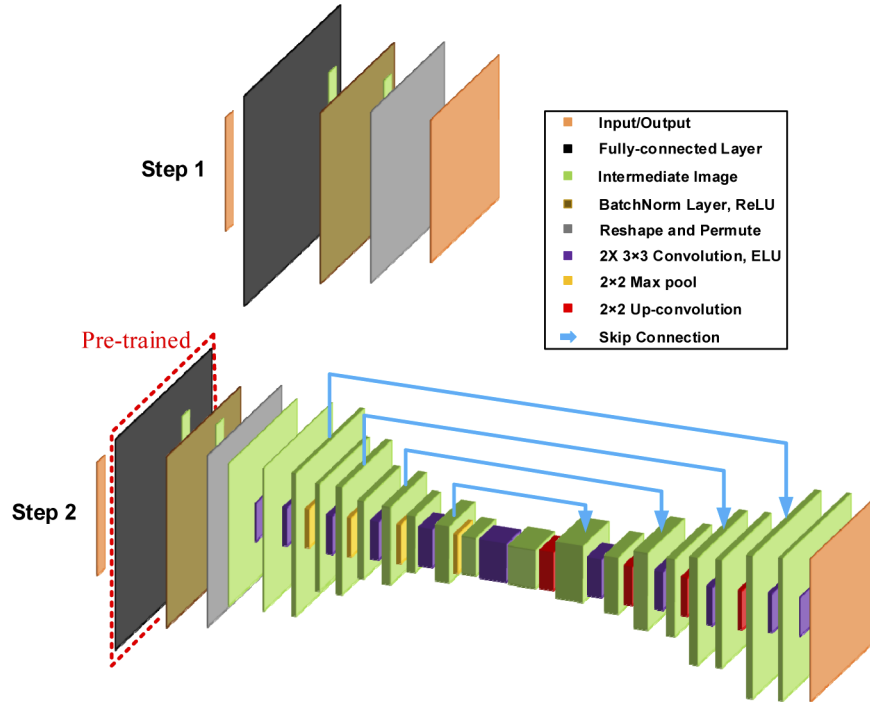 Step 1
Input/Output
Fully-connected Layer
Intermediate Image
BatchNorm Layer, ReLU
Reshape and Permute
2X 3×3 Convolution, ELU
2×2 Max pool
2×2 Up-convolution
Skip Connection
Pre-trained
Step 2